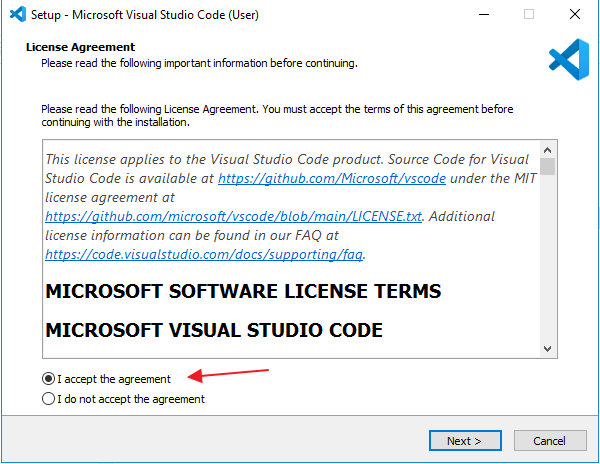 Setup - Microsoft Visual Studio Code (User)
License Agreement
Please read the following important information before continuing.
Please read the following License Agreement. You must accept the terms of this agreement before
continuing with the installation.
This license applies to the Visual Studio Code product. Source Code for Visual
Studio Code is available at https://github.com/Microsoft/vscode under the MIT
license agreement at
https://github.com/microsoft/vscode/blob/main/LICENSE.txt. Additional
license information can be found in our FAQ at
https://code.visualstudio.com/docs/supporting/faq.
MICROSOFT SOFTWARE LICENSE TERMS
MICROSOFT VISUAL STUDIO CODE
I accept the agreement
I do not accept the agreement
Next >
Cancel